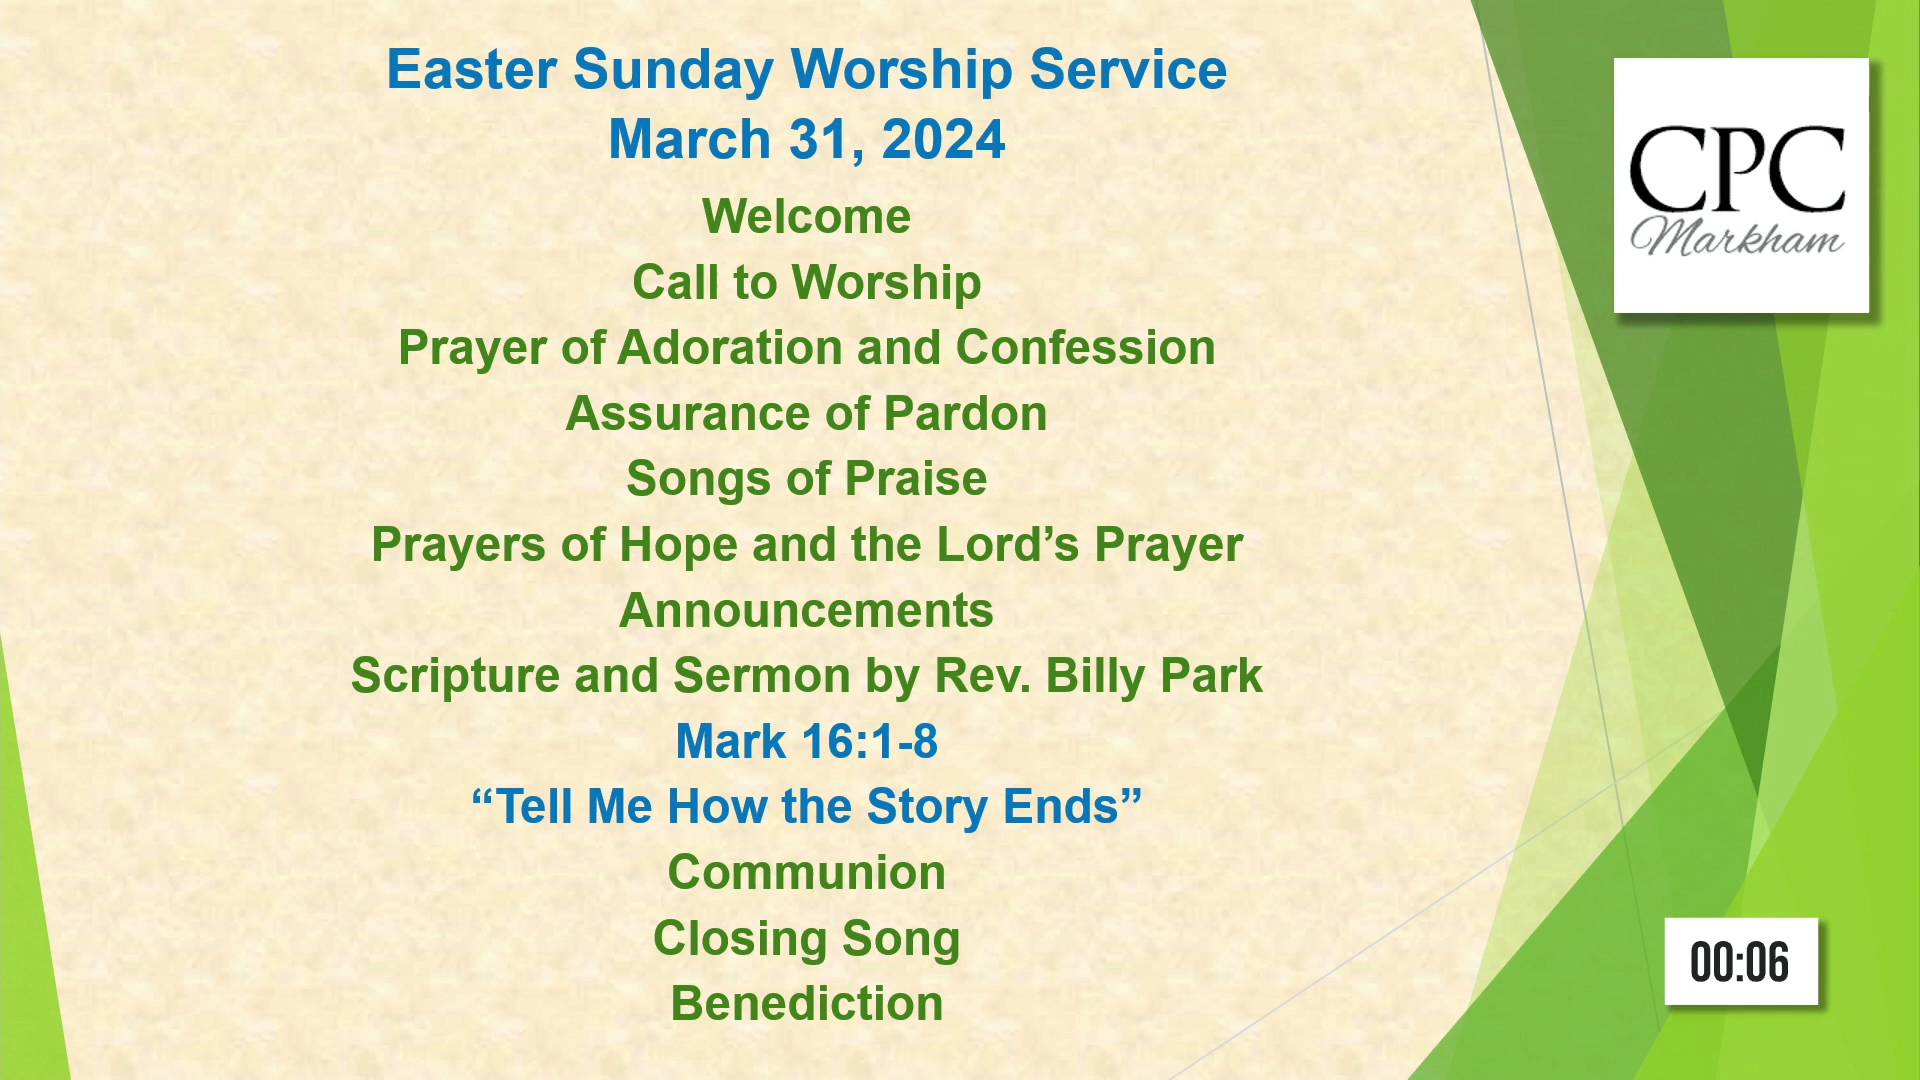 Easter Sunday Worship Service
March 31, 2024
Welcome
Call to Worship
Prayer of Adoration and Confession
Assurance of Pardon
Songs of Praise
Prayers of Hope and the Lord’s Prayer
Announcements
Scripture and Sermon by Rev. Billy Park
Mark 16:1-8
“Tell Me How the Story Ends”
Communion
Closing Song
Benediction
CPC
Markham
00:06